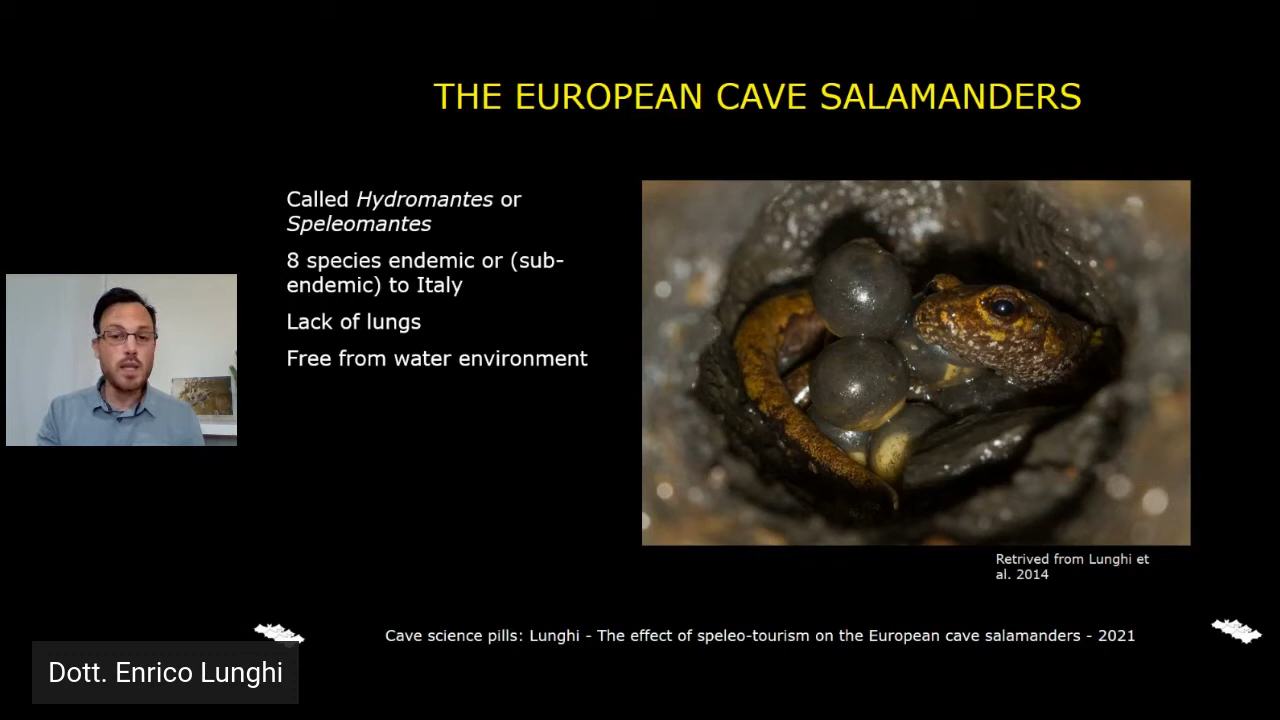 THE EUROPEAN CAVE SALAMANDERS
Called Hydromantes or
Speleomantes
8 species endemic or (sub-
endemic) to Italy
Lack of lungs
Free from water environment
Retrived from Lunghi et
al. 2014
Cave science pills: Lunghi - The effect of speleo-tourism on the European cave salamanders - 2021
Dott. Enrico Lunghi